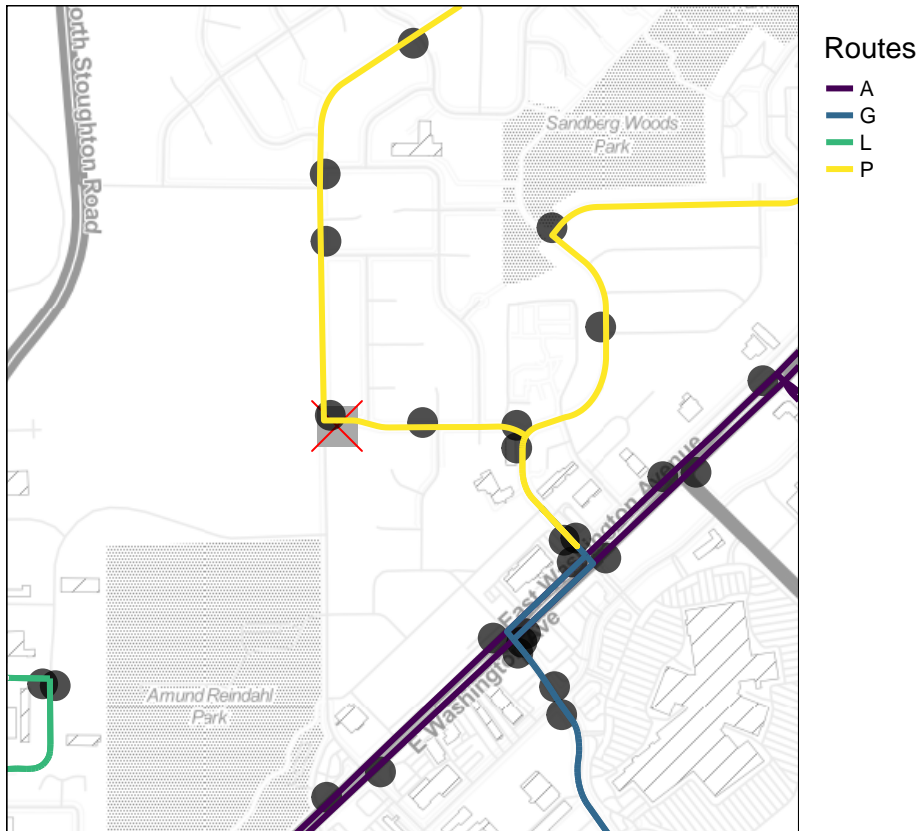 orth Stoughton Road
Sandberg Woods
Park
East Washington Avenue
E Washington Ave
Amund Reindahl
Park
Routes
A
G
L
P